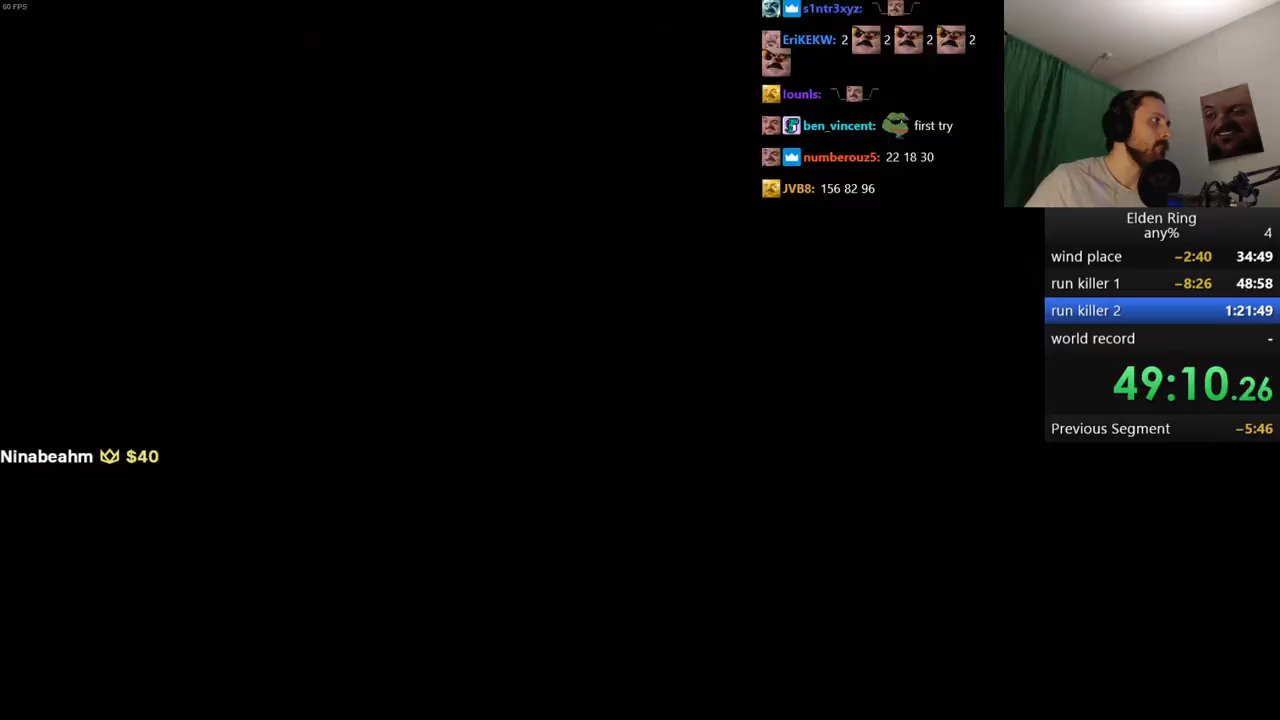 60 FPS
s1ntr3xyz:
EriKEKW: 2 2 2 2
lounls:
ben_vincent: first try
numberouz5: 22 18 30
JVB8: 156 82 96
Elden Ring
any% 4
wind place −2:40 34:49
run killer 1 −8:26 48:58
run killer 2 1:21:49
world record -
49:10.26
Previous Segment −5:46
Ninabeahm $40